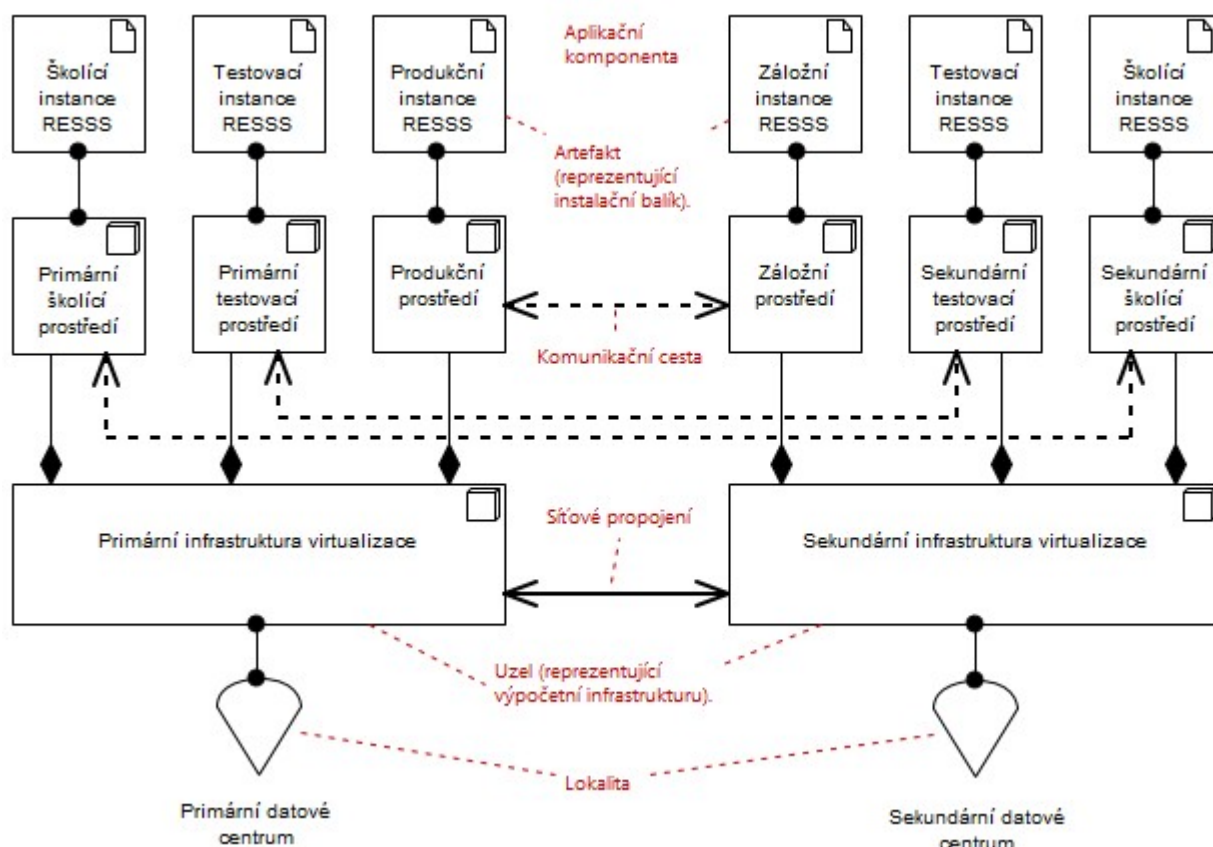 Školící
instance
RESSS
Testovací
instance
RESSS
Produkční
instance
RESSS
Aplikační
komponenta
Záložní
instance
RESSS
Testovací
instance
RESSS
Školící
instance
RESSS
Artefakt
(reprezentující
instalační balík).
Primární
školící
prostředí
Primární
testovací
prostředí
Produkční
prostředí
Záložní
prostředí
Sekundární
testovací
prostředí
Sekundární
školící
prostředí
Komunikační cesta
Primární infrastruktura virtualizace
Síťové propojení
Sekundární infrastruktura virtualizace
Uzel (reprezentující
výpočetní infrastrukturu).
Lokalita
Primární datové
centrum
Sekundární datové
centrum